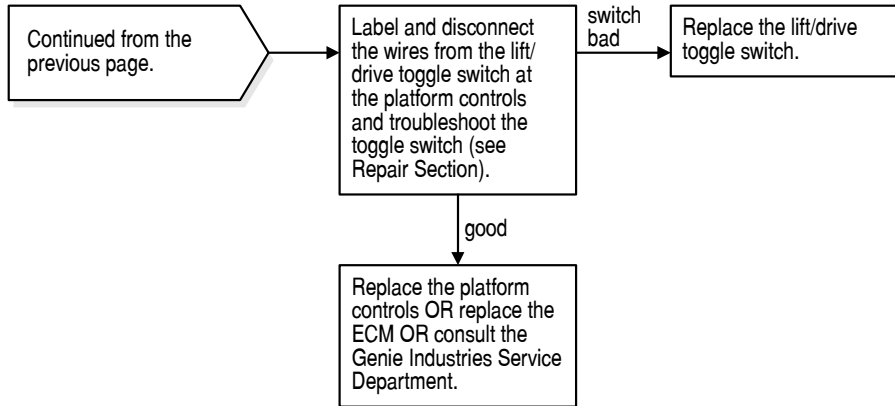 Continued from the
previous page.
Label and disconnect
the wires from the lift/
drive toggle switch at
the platform controls
and troubleshoot the
toggle switch (see
Repair Section).
switch
bad
Replace the lift/drive
toggle switch.
good
Replace the platform
controls OR replace the
ECM OR consult the
Genie Industries Service
Department.